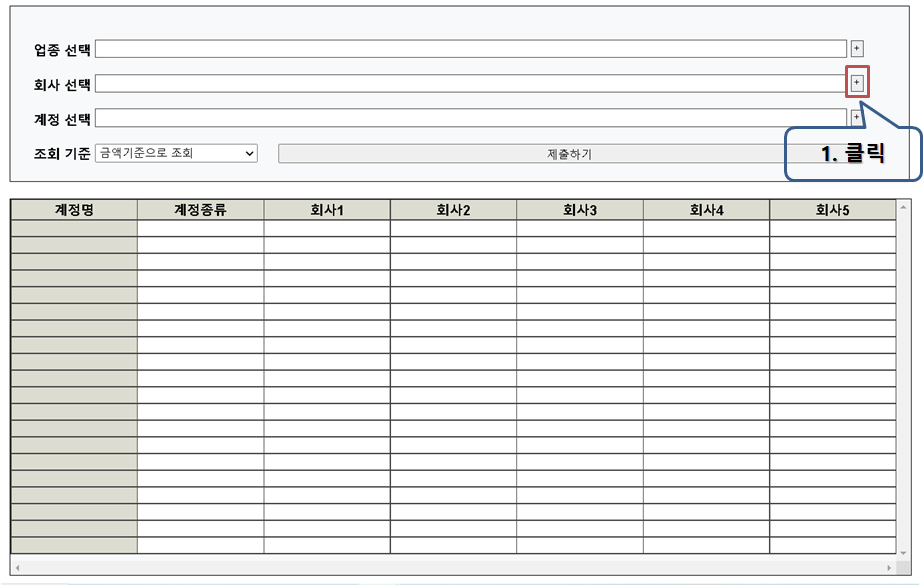 업종 선택 +
회사 선택 +
계정 선택 +
조회 기준 금액기준으로 조회 제출하기
1. 클릭
계정명 계정종류 회사1 회사2 회사3 회사4 회사5